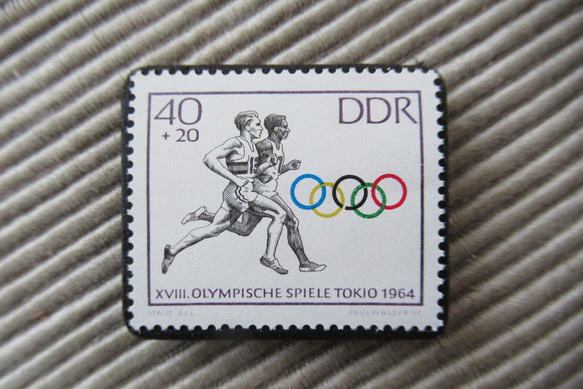 40 DDR
+ 20
XVIII. OLYMPISCHE SPIELE TOKIO 1964
STAUF DEL. PAULWASSER SC.